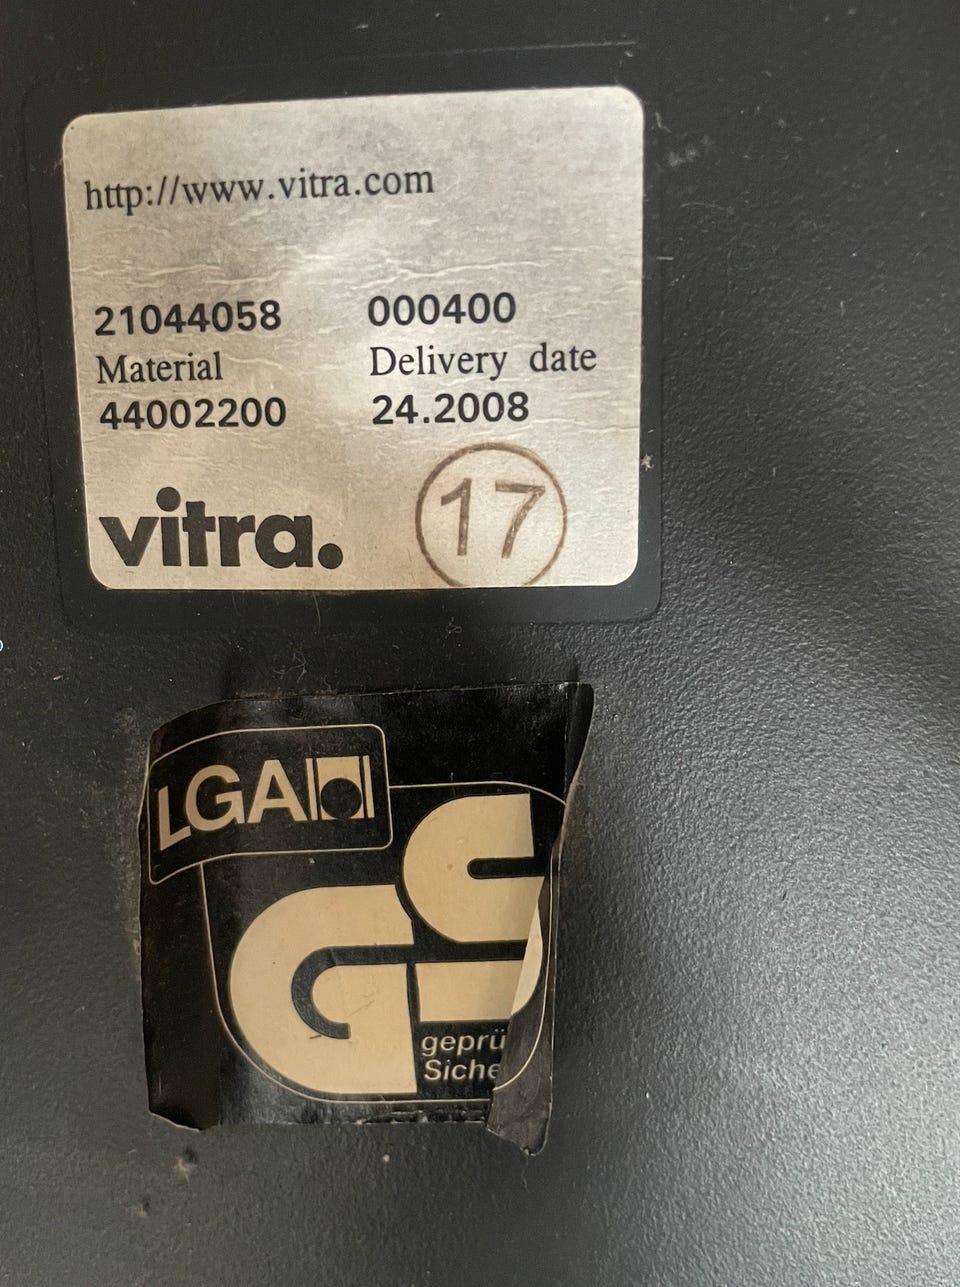 http://www.vitra.com
21044058 000400
Material Delivery date
44002200 24.2008
vitra. 17
LGA
GS
geprü
Siche